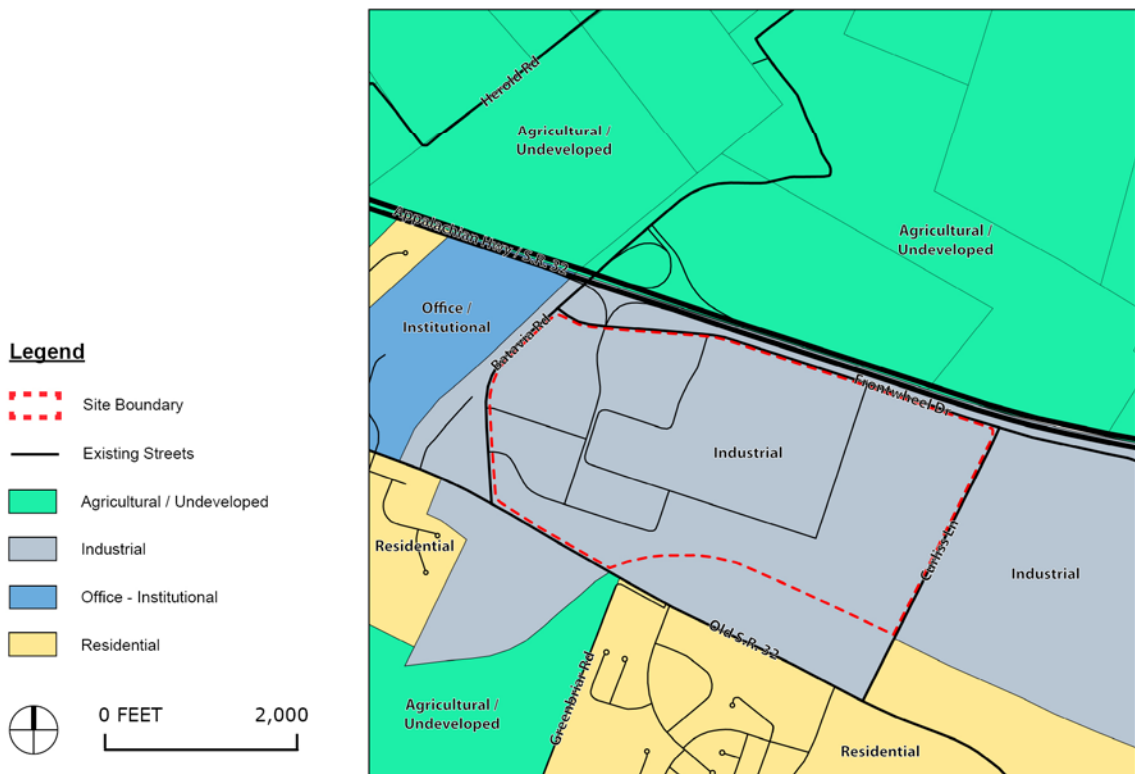 Herold Rd
Agricultural /
Undeveloped
Agricultural /
Undeveloped
Appalachian Hwy / S.R. 32
Office /
Institutional
Batavia Rd
Frontwheel Dr
Industrial
Residential
Curliss Ln
Industrial
Old S.R. 32
Greenbriar Rd
Agricultural /
Undeveloped
Residential
Legend
Site Boundary
Existing Streets
Agricultural / Undeveloped
Industrial
Office - Institutional
Residential
0 FEET 2,000